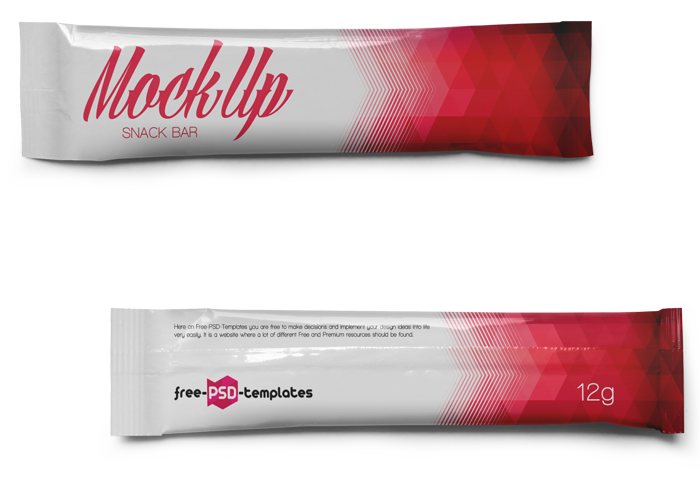 Mock Up
SNACK BAR
Here on Free-PSD-Templates you are free to make decisions and implement your design ideas into life
very easily. It is a website where a lot of different Free and Premium resources should be found.
free-PSD-templates
12g